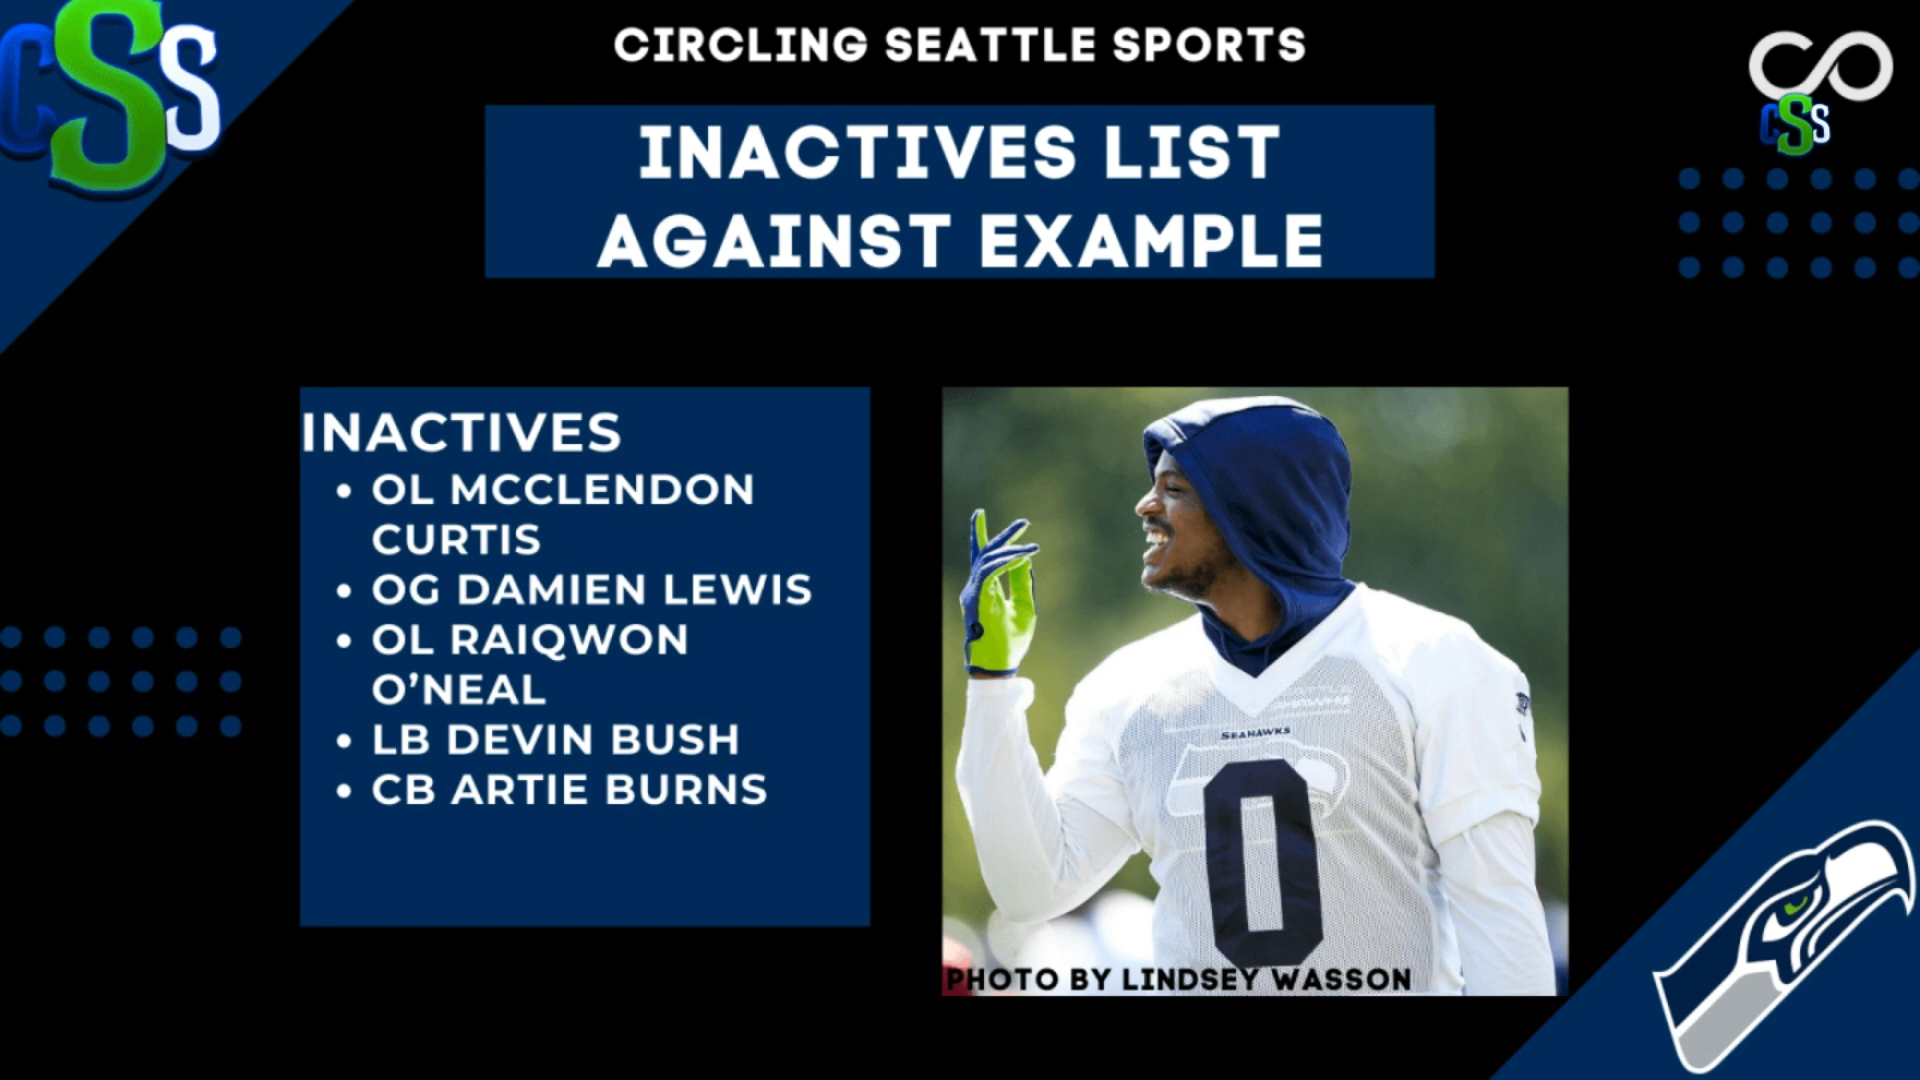 CSS
CIRCLING SEATTLE SPORTS
CSS
INACTIVES LIST
AGAINST EXAMPLE
INACTIVES
• OL MCCLENDON
CURTIS
• OG DAMIEN LEWIS
• OL RAIQWON
O’NEAL
• LB DEVIN BUSH
• CB ARTIE BURNS
SEAHAWKS
0
PHOTO BY LINDSEY WASSON